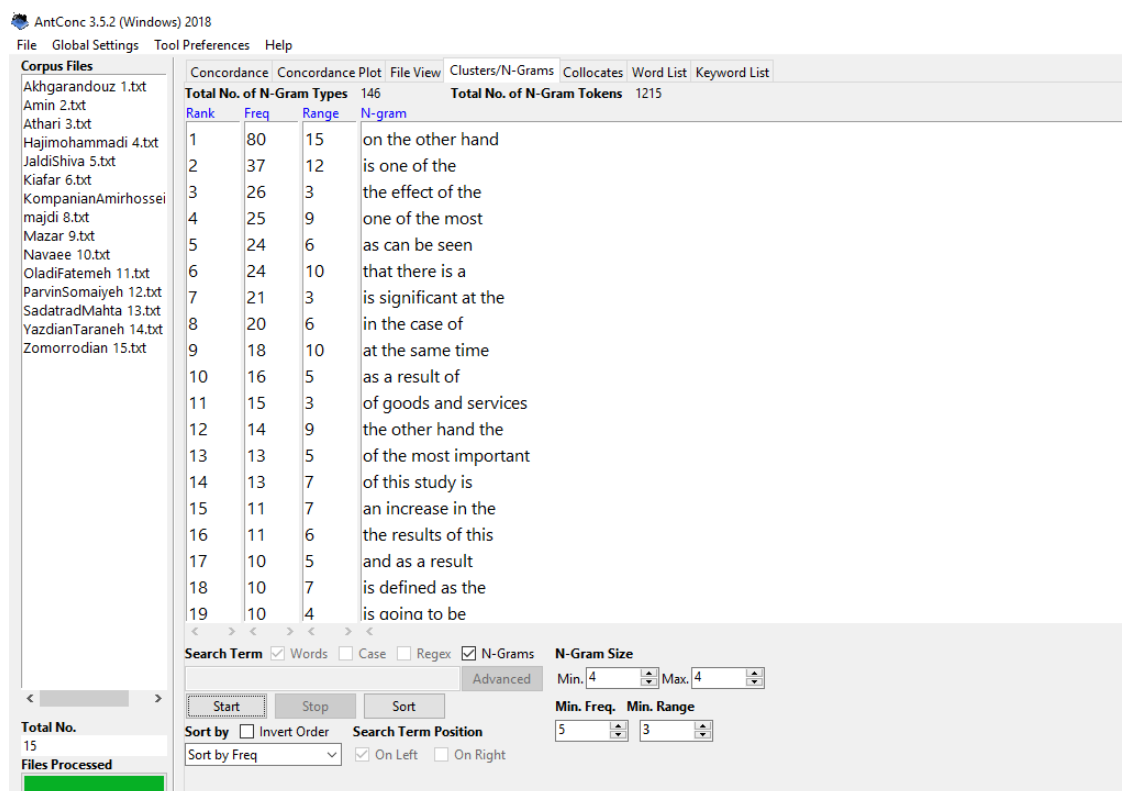 AntConc 3.5.2 (Windows) 2018
File Global Settings Tool Preferences Help
Corpus Files
Akhgarandouz 1.txt
Amin 2.txt
Athari 3.txt
Hajimohammadi 4.txt
JaldiShiva 5.txt
Kiafar 6.txt
KompanianAmirhossei
majdi 8.txt
Mazar 9.txt
Navaee 10.txt
OladiFatemeh 11.txt
ParvinSomaiyeh 12.txt
SadatradMahta 13.txt
YazdianTaraneh 14.txt
Zomorrodian 15.txt
Total No.
15
Files Processed
Concordance Concordance Plot File View Clusters/N-Grams Collocates Word List Keyword List
Total No. of N-Gram Types 146 Total No. of N-Gram Tokens 1215
Rank Freq Range N-gram
1 80 15 on the other hand
2 37 12 is one of the
3 26 3 the effect of the
4 25 9 one of the most
5 24 6 as can be seen
6 24 10 that there is a
7 21 3 is significant at the
8 20 6 in the case of
9 18 10 at the same time
10 16 5 as a result of
11 15 3 of goods and services
12 14 9 the other hand the
13 13 5 of the most important
14 13 7 of this study is
15 11 7 an increase in the
16 11 6 the results of this
17 10 5 and as a result
18 10 7 is defined as the
19 10 4 is going to be
Search Term Words Case Regex N-Grams N-Gram Size
Advanced Min. 4 Max. 4
Start Stop Sort Min. Freq. Min. Range
Sort by Invert Order Search Term Position 5 3
Sort by Freq On Left On Right